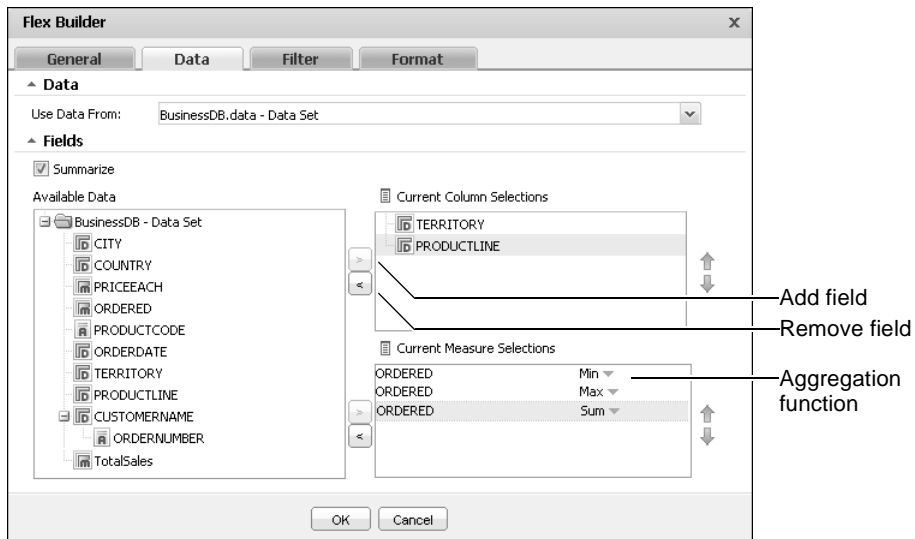 Flex Builder x
General Data Filter Format
Data
Use Data From: BusinessDB.data - Data Set
Fields
Summarize
Available Data
BusinessDB - Data Set
CITY
COUNTRY
PRICEEACH
ORDERED
PRODUCTCODE
ORDERDATE
TERRITORY
PRODUCTLINE
CUSTOMERNAME
ORDERNUMBER
TotalSales
>
<
>
<
Current Column Selections
TERRITORY
PRODUCTLINE
Current Measure Selections
ORDERED Min
ORDERED Max
ORDERED Sum
Add field
Remove field
Aggregation
function
OK Cancel